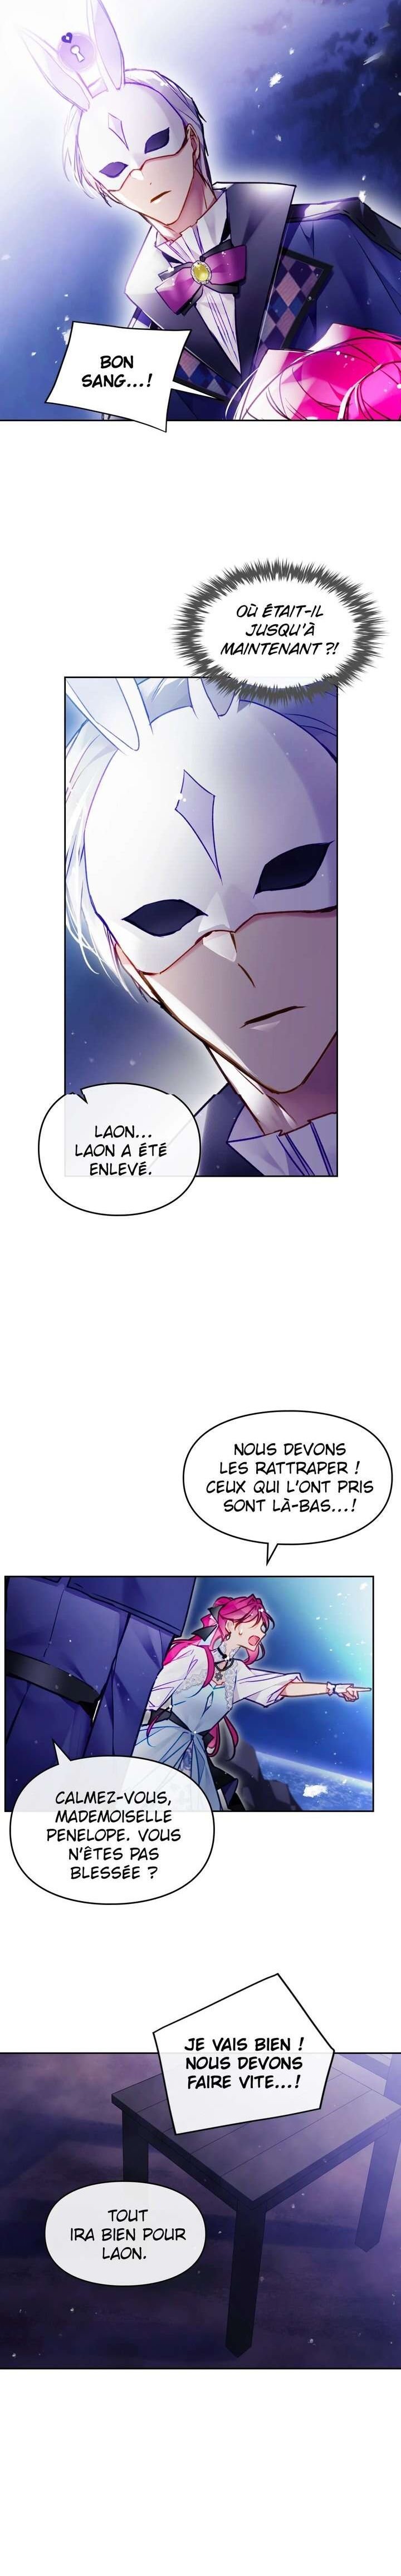 BON
SANG...!
OÙ ÉTAIT-IL
JUSQU'À
MAINTENANT ?!
LAON...
LAON A ÉTÉ
ENLEVÉ.
NOUS DEVONS
LES RATTRAPER !
CEUX QUI L'ONT PRIS
SONT LÀ-BAS...!
CALMEZ-VOUS,
MADEMOISELLE
PENELOPE. VOUS
N'ÊTES PAS
BLESSÉE ?
JE VAIS BIEN !
NOUS DEVONS
FAIRE VITE...!
TOUT
IRA BIEN POUR
LAON.